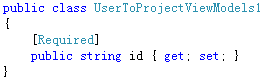 public class UserToProjectViewModels1
{
[Required]
public string id { get; set; }
}